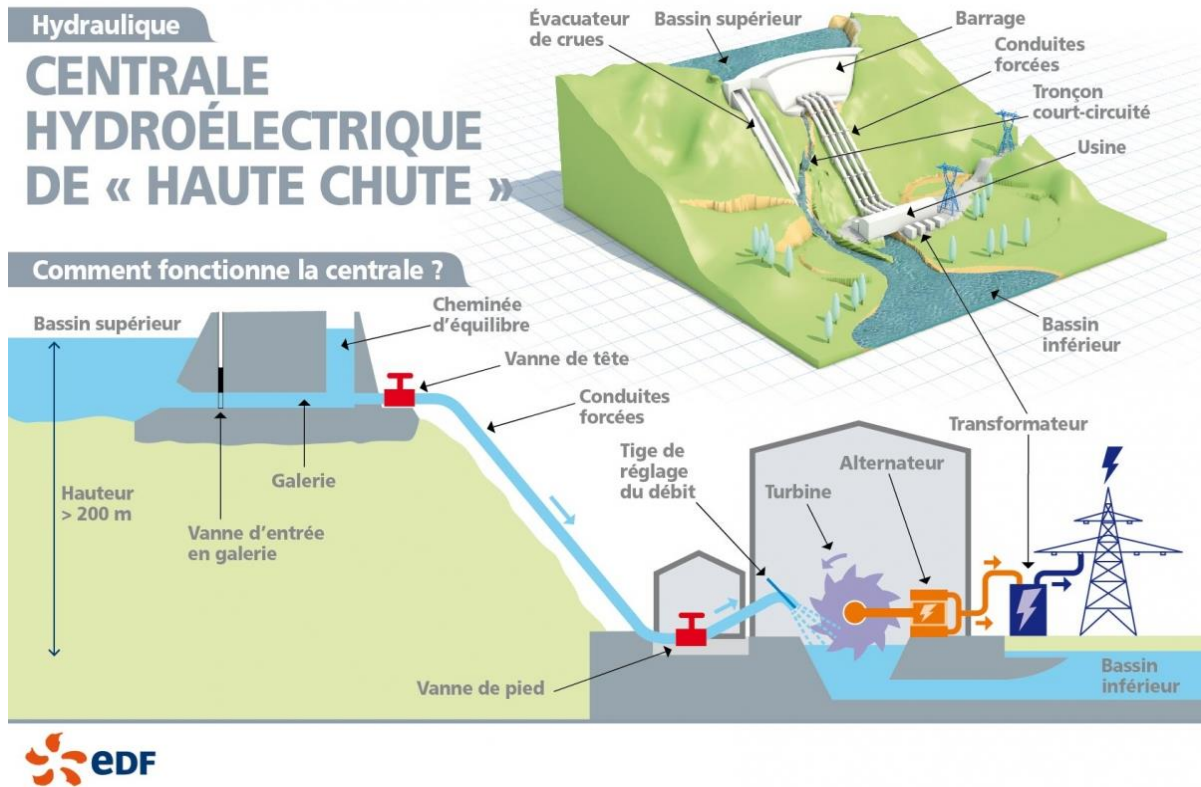 Hydraulique
CENTRALE
HYDROÉLECTRIQUE
DE « HAUTE CHUTE »
Évacuateur
de crues
Bassin supérieur
Barrage
Conduites
forcées
Tronçon
court-circuité
Usine
Bassin
inférieur
Comment fonctionne la centrale ?
Bassin supérieur
Cheminée
d'équilibre
Vanne de tête
Conduites
forcées
Galerie
Hauteur
> 200 m
Vanne d'entrée
en galerie
Tige de
réglage
du débit
Turbine
Alternateur
Transformateur
Vanne de pied
Bassin
inférieur
eDF